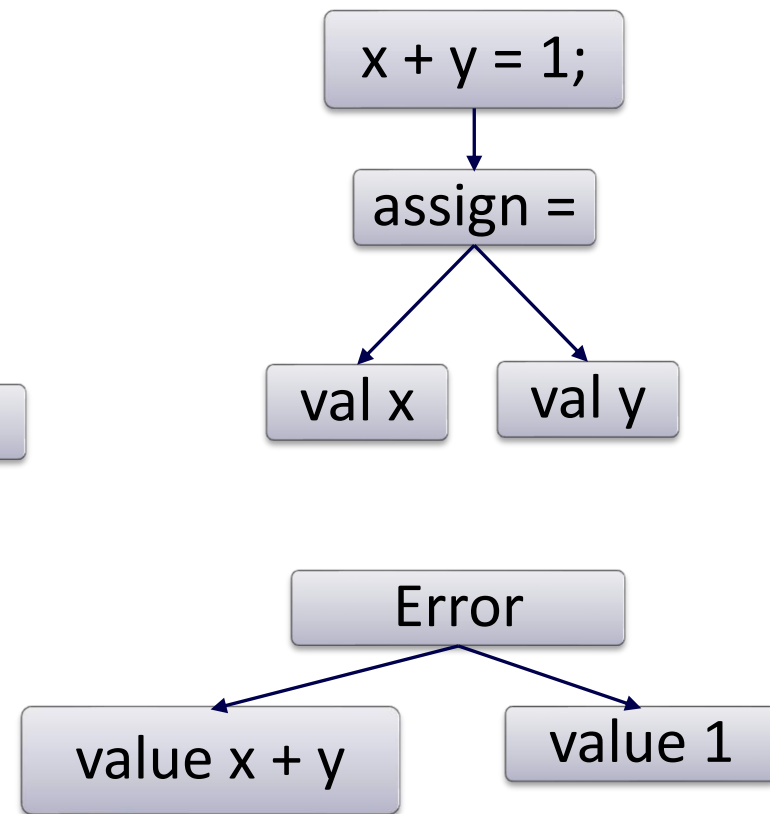 x + y = 1;
assign =
val x
val y
Error
value x + y
value 1